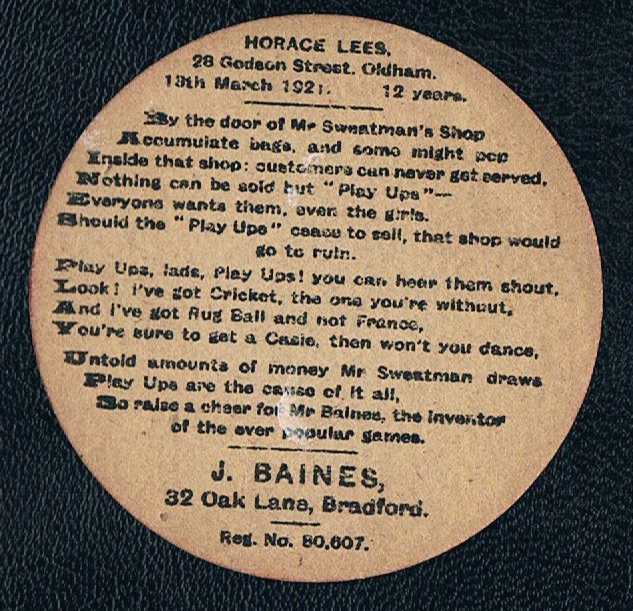 HORACE LEES,
28 Godson Street, Oldham.
13th March 1921. 12 years.
By the door of Mr Sweatman's Shop
Accumulate bags, and some might pop
Inside that shop; customers can never get served,
Nothing can be sold but "Play Ups"—
Everyone wants them, even the girls.
Should the "Play Ups" cease to sell, that shop would
go to ruin.
Play Ups, lads, Play Ups! you can hear them shout,
Look! I've got Cricket, the one you're without,
And I've got Rug Ball and not France,
You're sure to get a Casie, then won't you dance,
Untold amounts of money Mr Sweatman draws
Play Ups are the cause of it all,
So raise a cheer for Mr Baines, the inventor
of the ever popular games.
J. BAINES,
32 Oak Lane, Bradford.
Reg. No. 80,607.